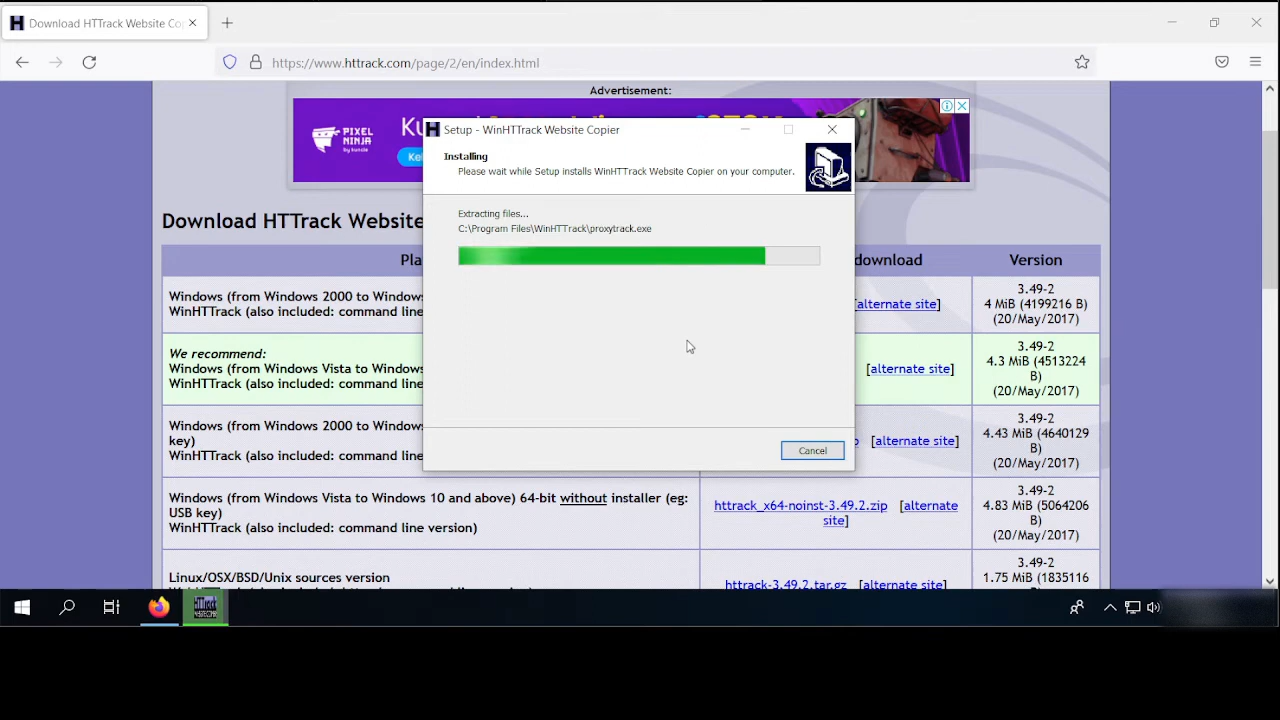 Download HTTrack Website Co
https://www.httrack.com/page/2/en/index.html
Advertisement:
PIXEL
NINJA
by kuncie
Setup - WinHTTrack Website Copier
Installing
Please wait while Setup installs WinHTTrack Website Copier on your computer.
Extracting files...
C:\Program Files\WinHTTrack\proxytrack.exe
Cancel
Download HTTrack Website
download
Version
Windows (from Windows 2000 to Window
WinHTTrack (also included: command line
[alternate site]
3.49-2
4 MiB (4199216 B)
(20/May/2017)
We recommend:
Windows (from Windows Vista to Windows
WinHTTrack (also included: command line
[alternate site]
3.49-2
4.3 MiB (4513224
B)
(20/May/2017)
Windows (from Windows 2000 to Window
key)
WinHTTrack (also included: command line
[alternate site]
3.49-2
4.43 MiB (4640129
B)
(20/May/2017)
Windows (from Windows Vista to Windows 10 and above) 64-bit without installer (eg:
USB key)
WinHTTrack (also included: command line version)
httrack_x64-noinst-3.49.2.zip [alternate
site]
3.49-2
4.83 MiB (5064206
B)
(20/May/2017)
Linux/OSX/BSD/Unix sources version
httrack-3.49.2.tar.gz [alternate site]
3.49-2
1.75 MiB (1835116